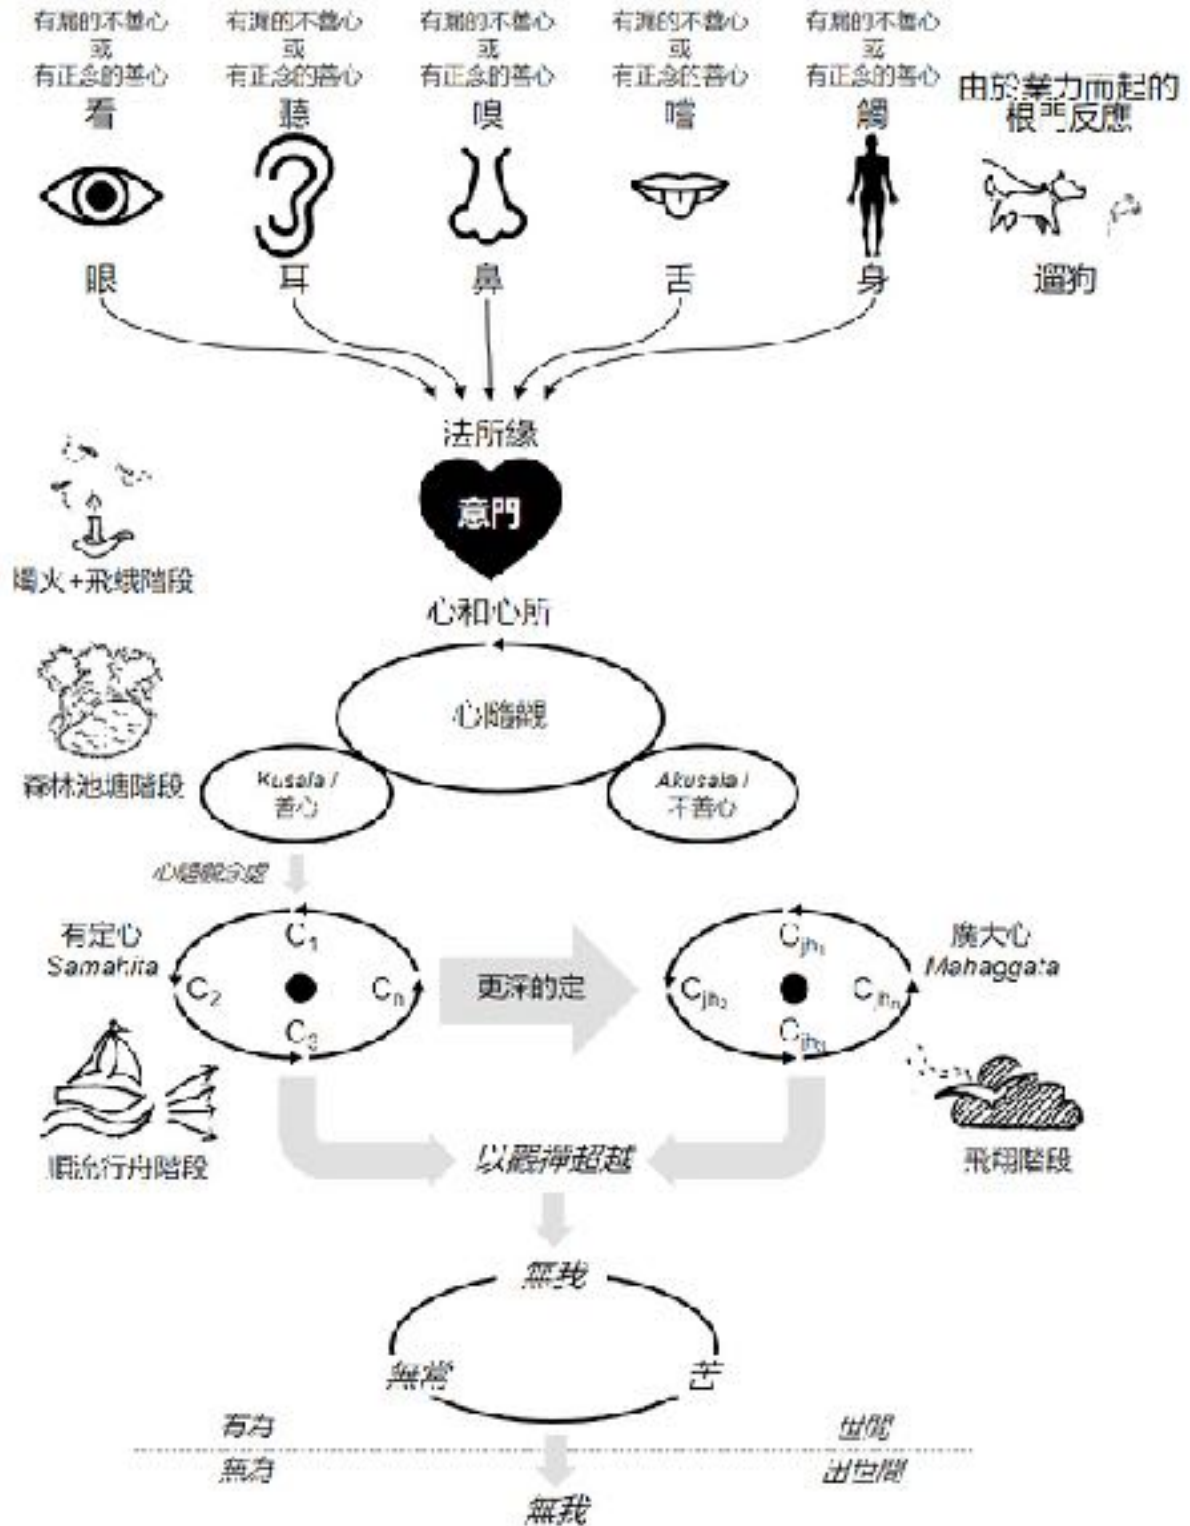 有漏的不善心 有漏的不善心 有漏的不善心 有漏的不善心 有漏的不善心
或 或 或 或 或
有正念的善心 有正念的善心 有正念的善心 有正念的善心 有正念的善心
由於業力而起的
看 聽 嗅 嚐 觸 根門反應
眼 耳 鼻 舌 身 遛狗
法所緣
意門
燭火+飛蛾階段
心和心所
心隨觀
森林池塘階段
Kusala /
善心
Akusala /
不善心
心隨觀念處
有定心
Samahita
C1
C2
Cn
C3
更深的定
Cjh1
Cjh2
Cjhn
Cjh3
廣大心
Mahaggata
順流行舟階段
以觀禪超越
飛翔階段
無我
無常 苦
有為 世間
無為 出世間
無我